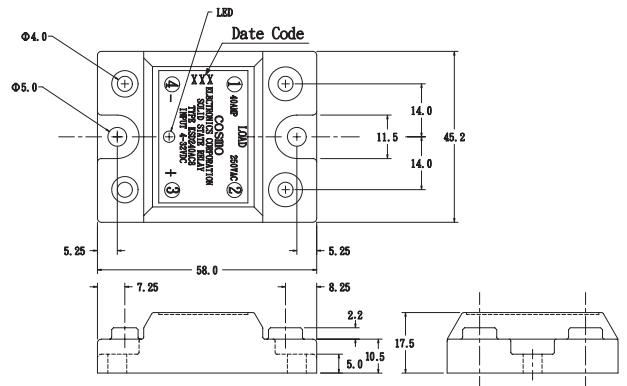 LED
Date Code
Φ4.0
Φ5.0
XXX
4
-
1
40AMP
LOAD
250VAC
2
COSMO
ELECTRONICS CORPORATION
SOLID STATE RELAY
INPUT 4-32VDC
+
3
14.0
11.5
45.2
14.0
5.25
5.25
58.0
7.25
8.25
2.2
10.5
5.0
17.5